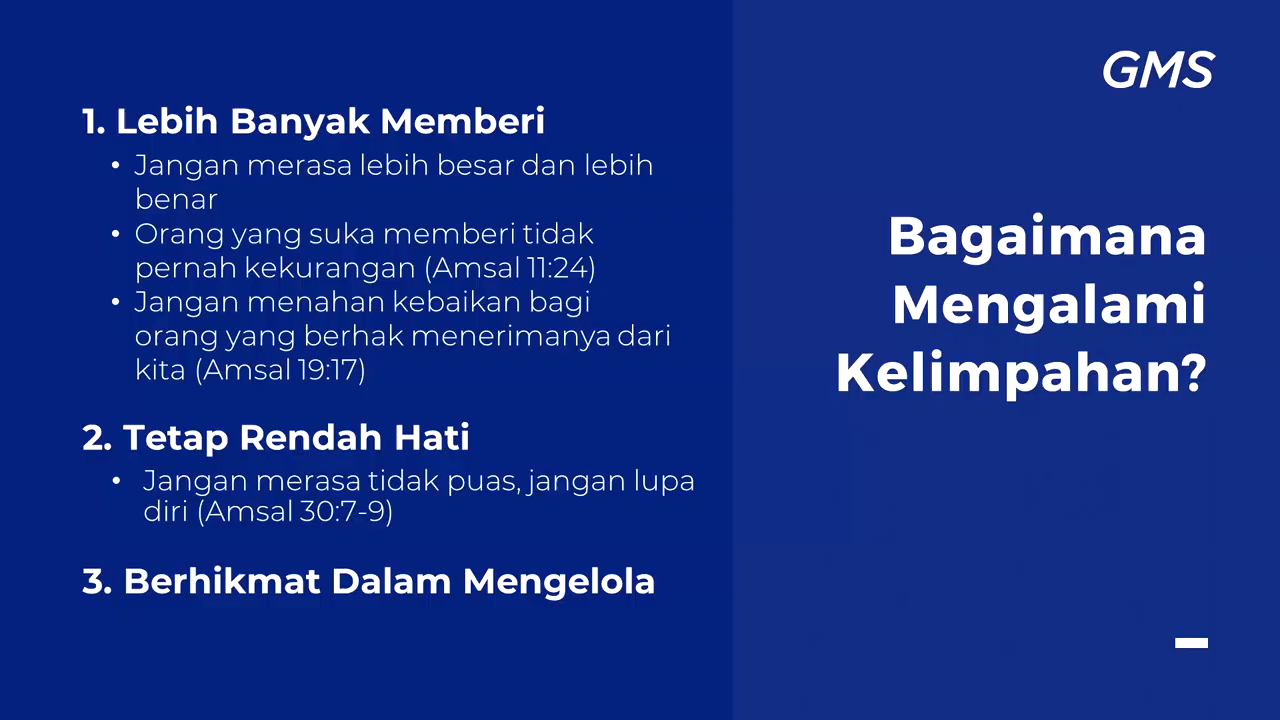 1. Lebih Banyak Memberi
• Jangan merasa lebih besar dan lebih
benar
• Orang yang suka memberi tidak
pernah kekurangan (Amsal 11:24)
• Jangan menahan kebaikan bagi
orang yang berhak menerimanya dari
kita (Amsal 19:17)
2. Tetap Rendah Hati
• Jangan merasa tidak puas, jangan lupa
diri (Amsal 30:7-9)
3. Berhikmat Dalam Mengelola
GMS
Bagaimana
Mengalami
Kelimpahan?